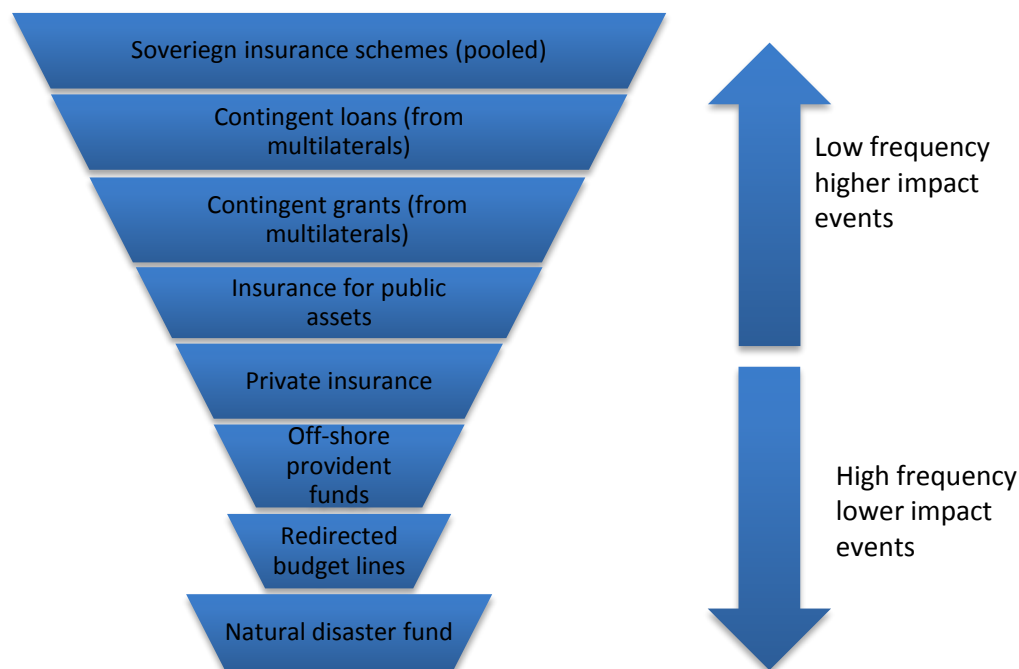 Soveriegn insurance schemes (pooled)
Contingent loans (from
multilaterals)
Contingent grants (from
multilaterals)
Insurance for public
assets
Private insurance
Off-shore
provident
funds
Redirected
budget lines
Natural disaster fund
Low frequency
higher impact
events
High frequency
lower impact
events